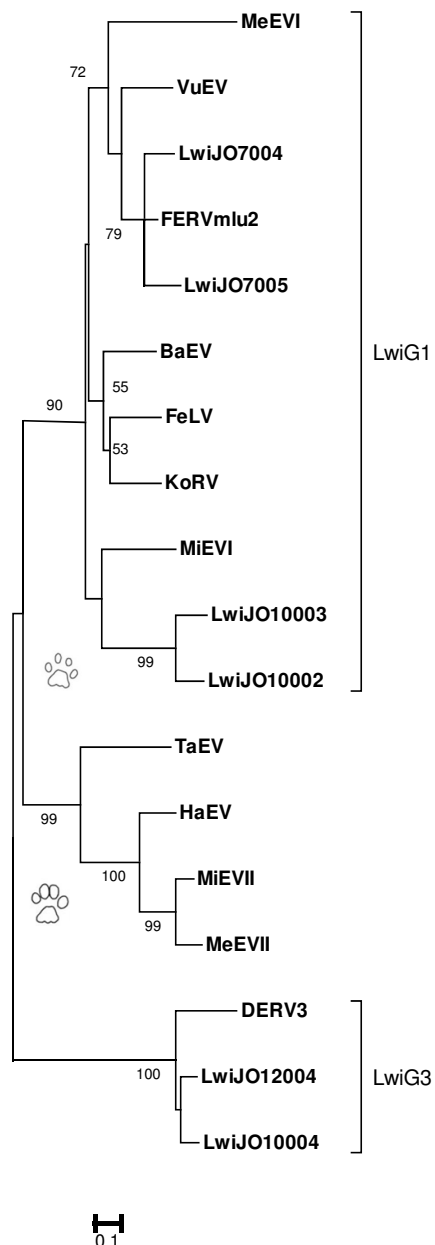 MeEVI
72
VuEV
LwiJO7004
FERVmlu2
79
LwiJO7005
BaEV
LwiG1
55
FeLV
90
53
KoRV
MiEVI
LwiJO10003
99
LwiJO10002
TaEV
99
HaEV
100
MiEVII
99
MeEVII
DERV3
100
LwiJO12004
LwiG3
LwiJO10004
0.1